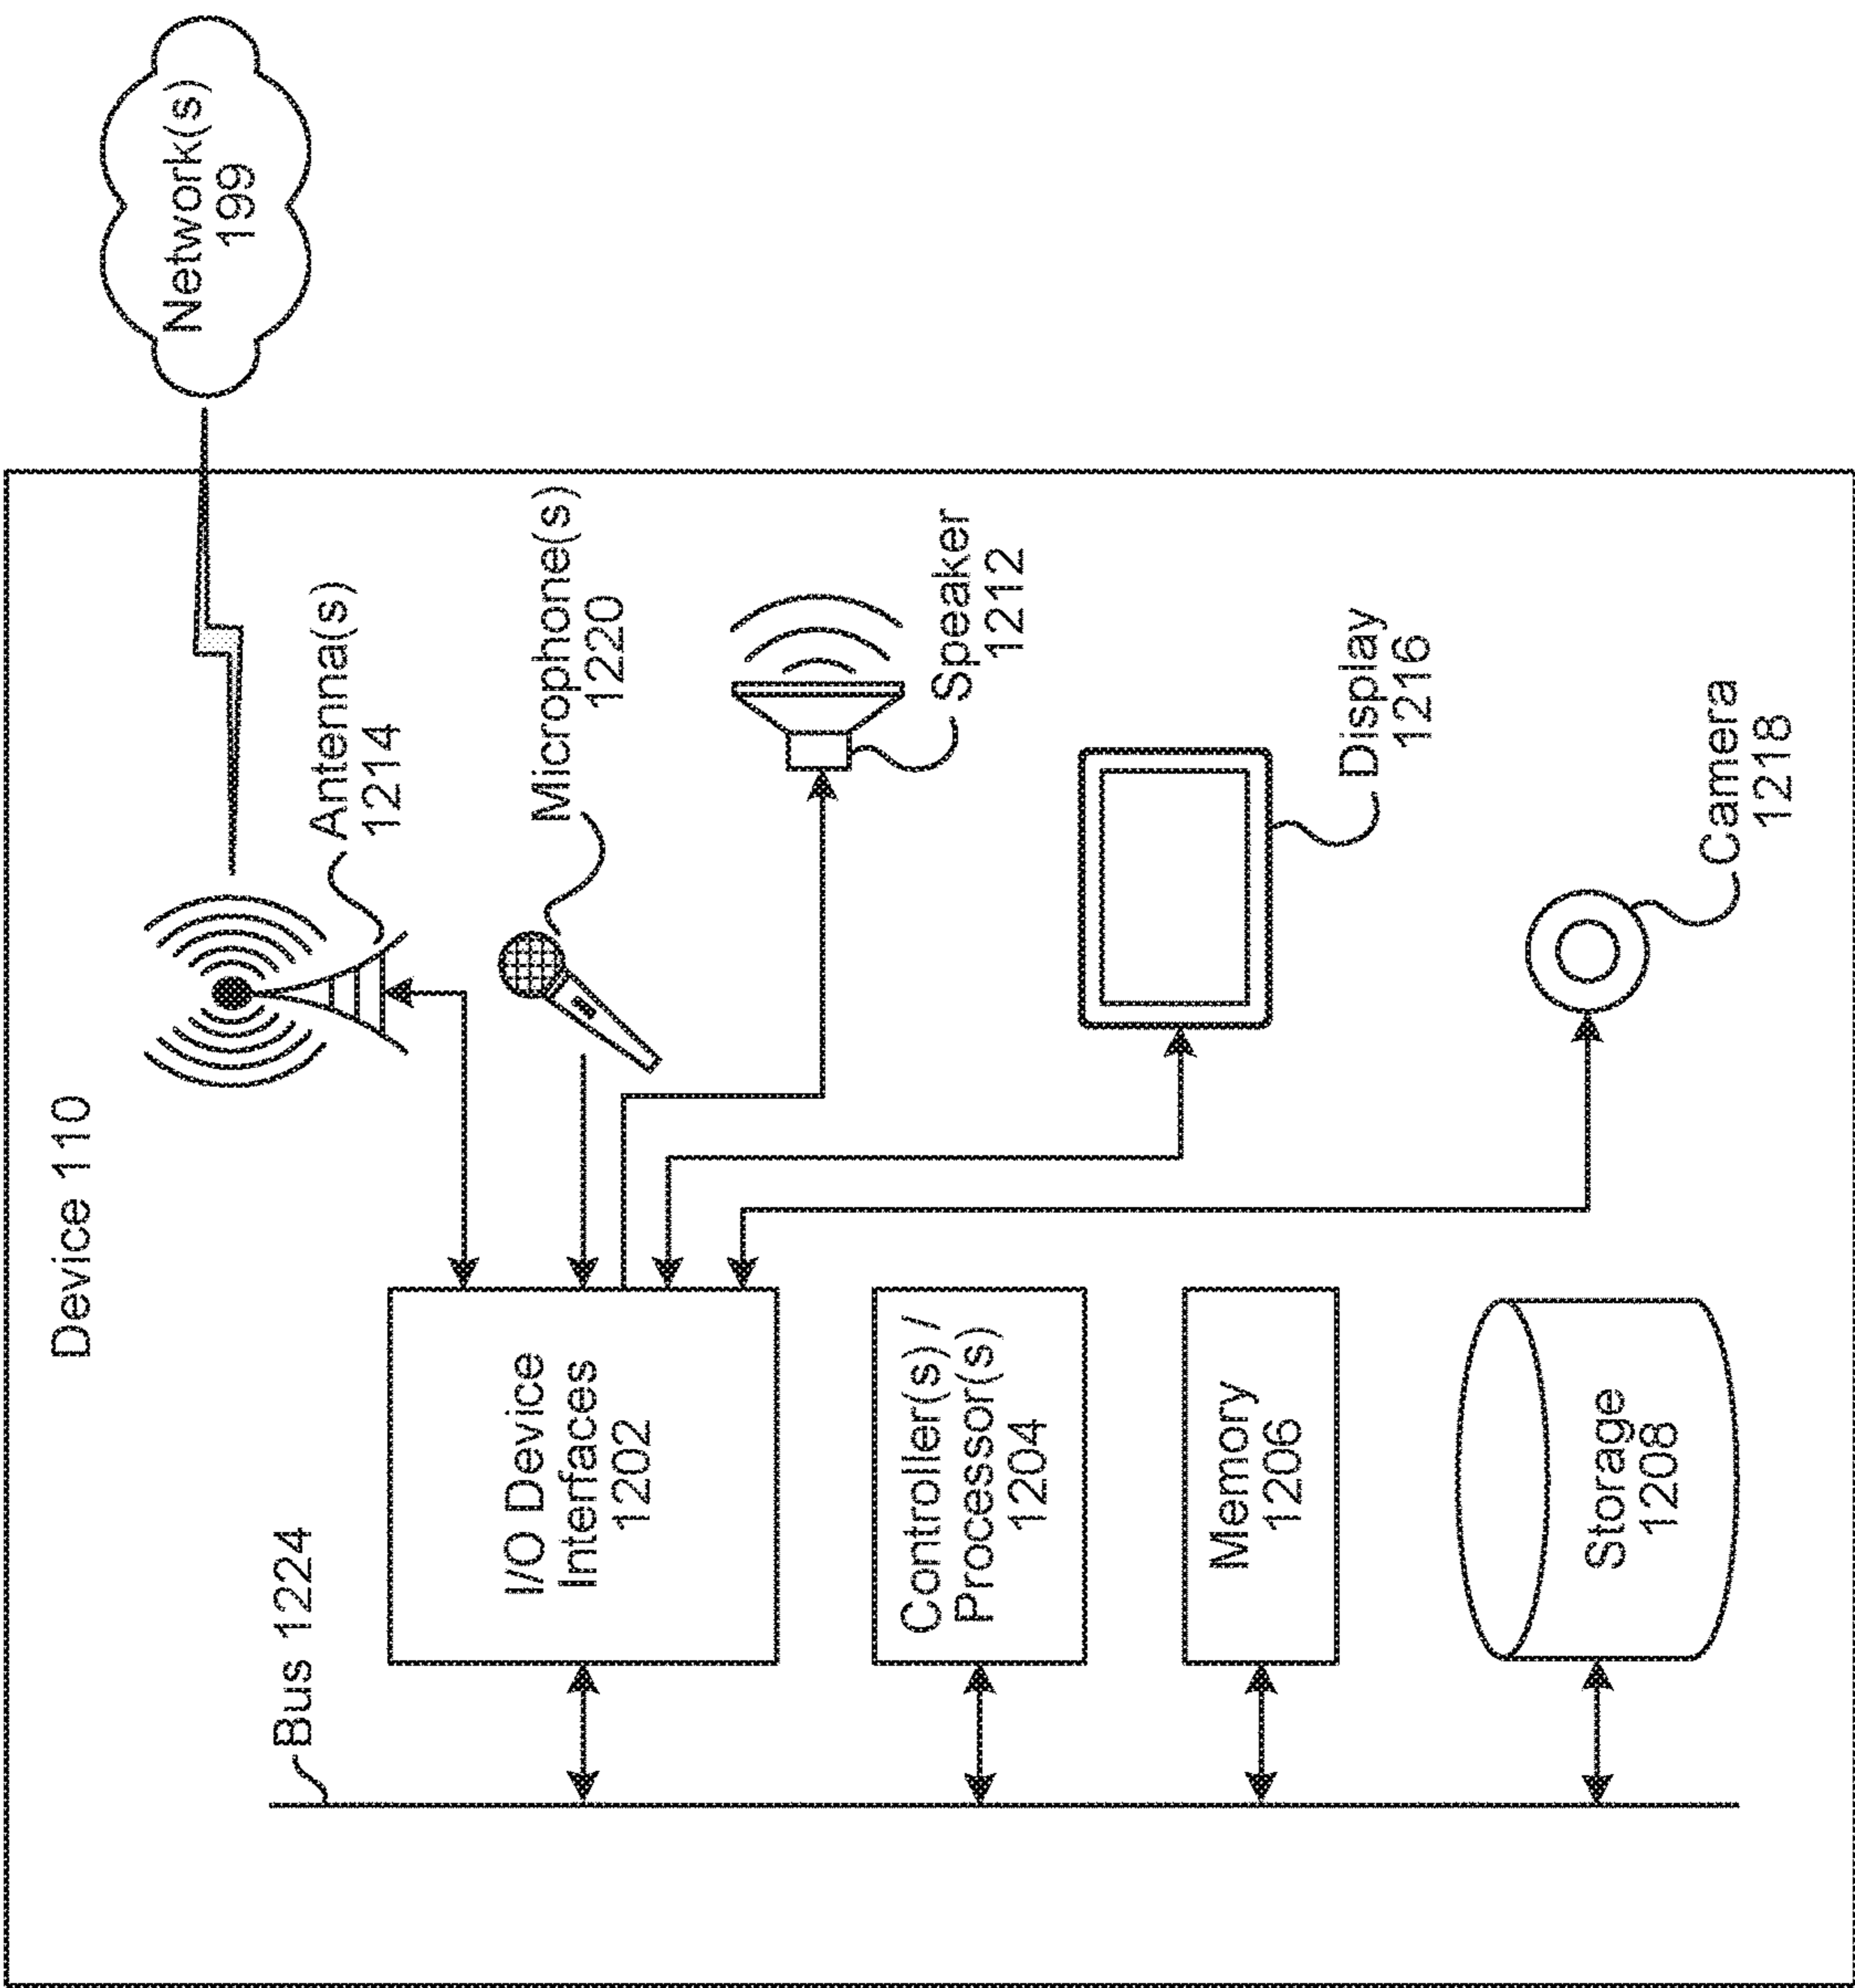 Device 110
Network(s)
199
Bus 1224
Antenna(s)
1214
I/O Device
Interfaces
1202
Microphone(s)
1220
Controller(s) /
Processor(s)
1204
Speaker
1212
Memory
1206
Display
1216
Storage
1208
Camera
1218